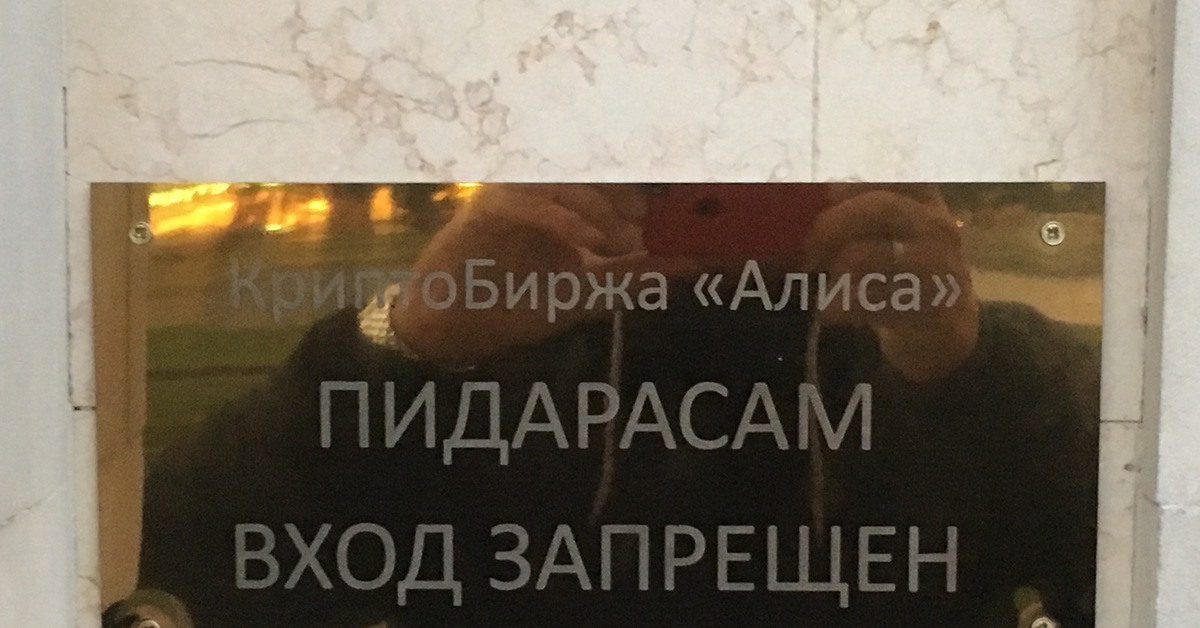 КриптоБиржа «Алиса»
ПИДАРАСАМ
ВХОД ЗАПРЕЩЕН